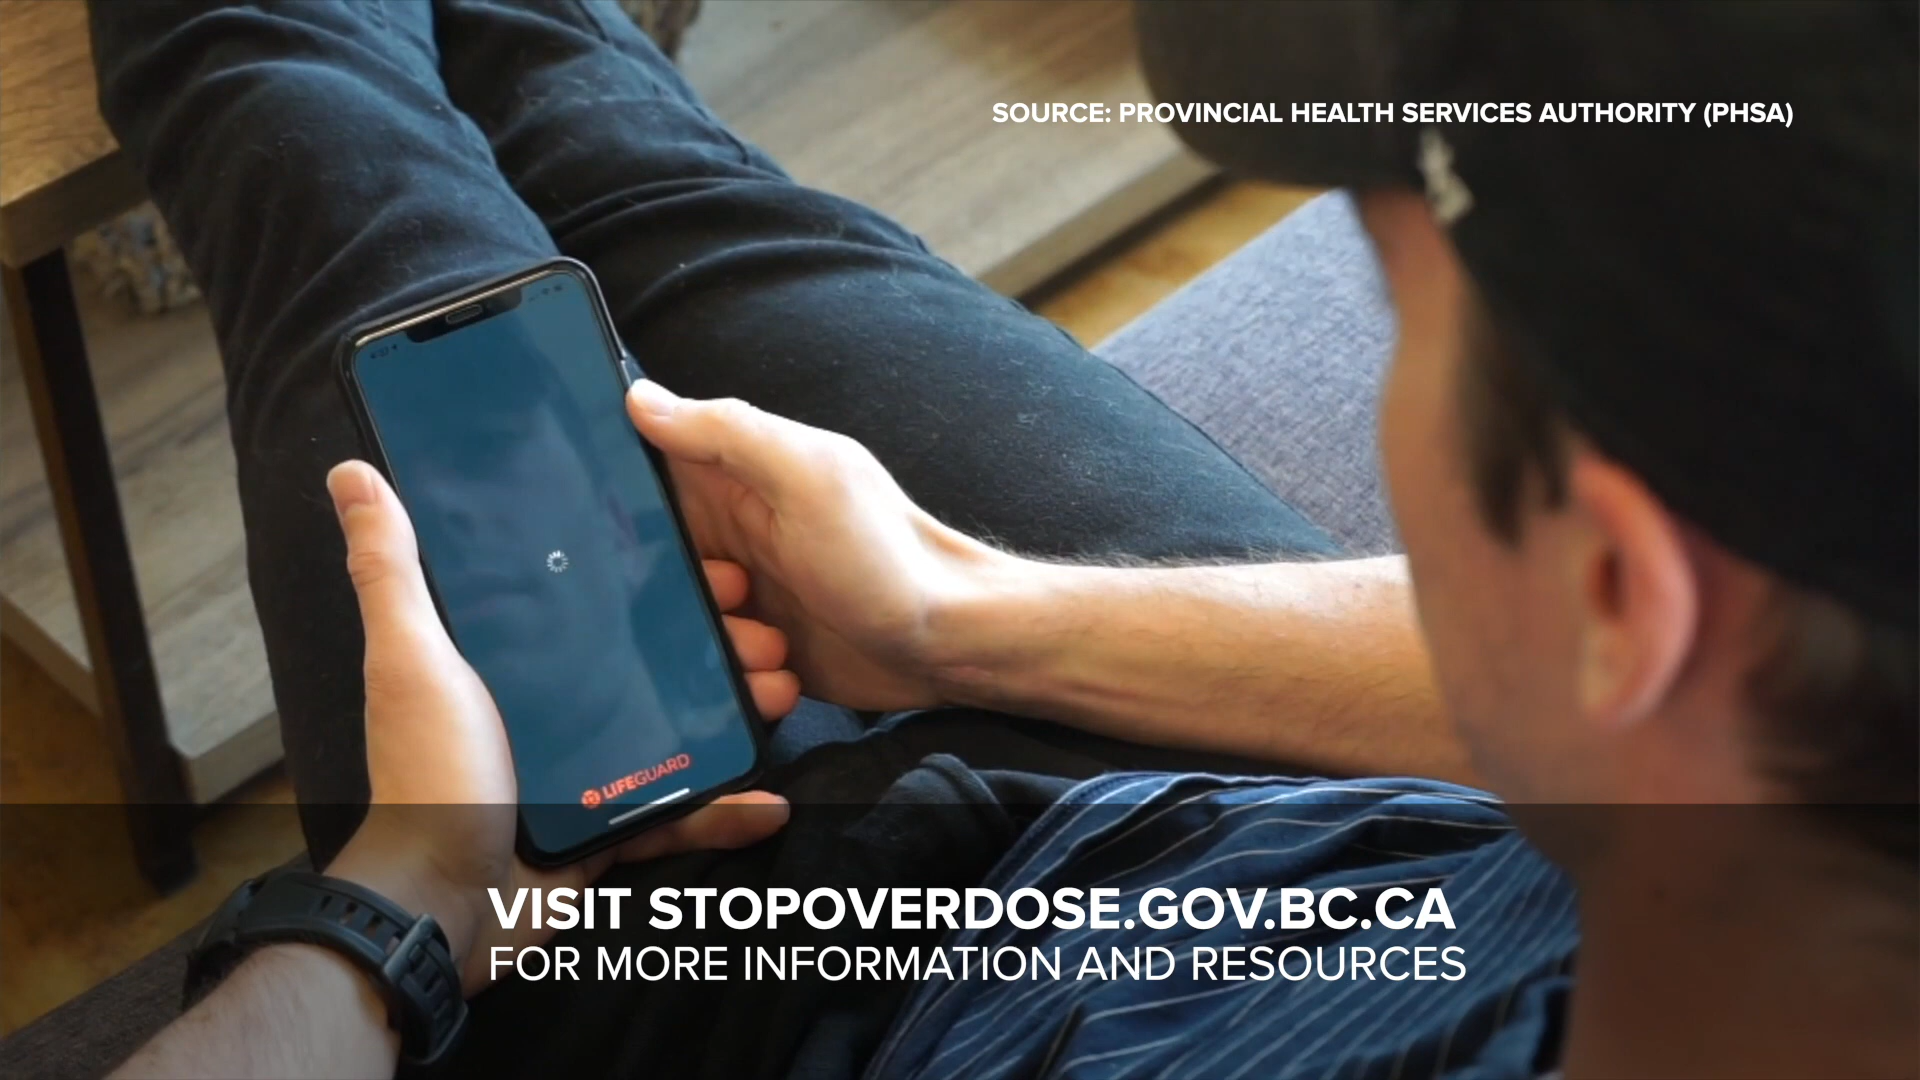 SOURCE: PROVINCIAL HEALTH SERVICES AUTHORITY (PHSA)
LIFEGUARD
VISIT STOPOVERDOSE.GOV.BC.CA
FOR MORE INFORMATION AND RESOURCES